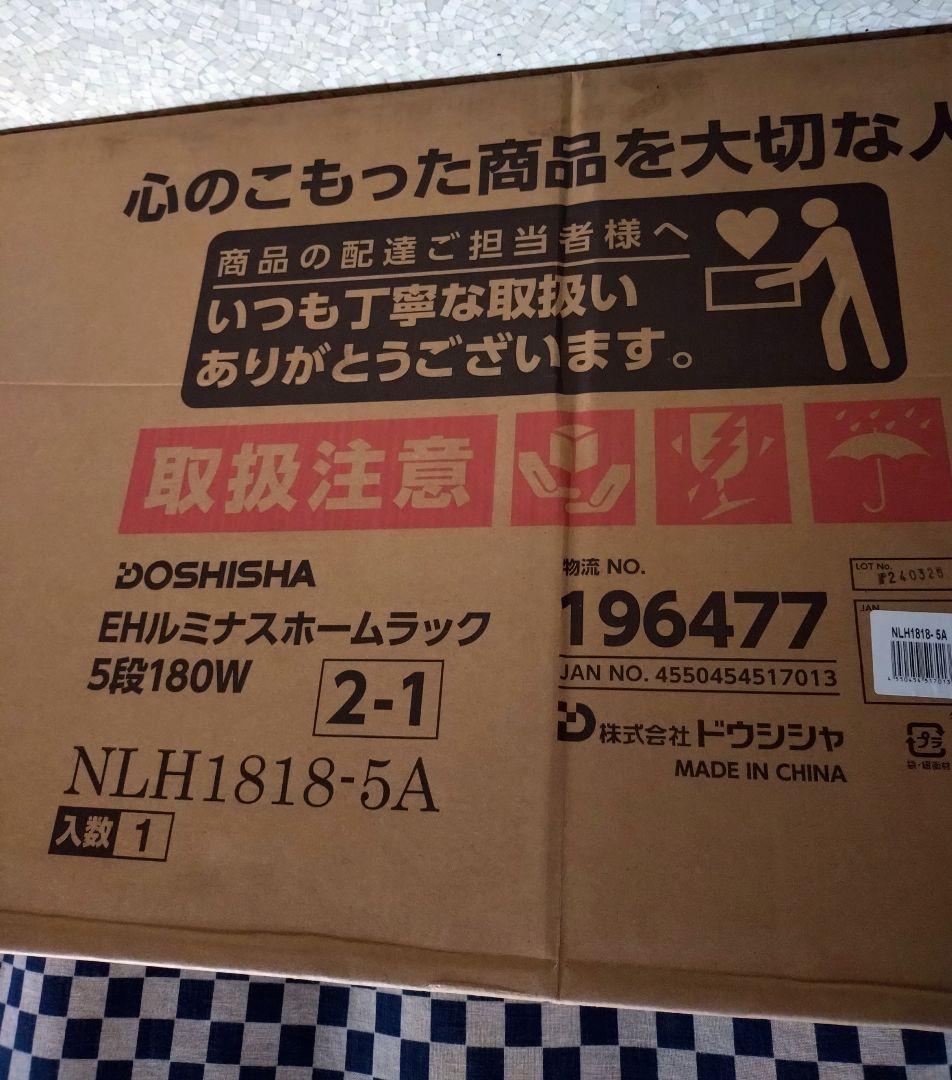 心のこもった商品を大切な人
商品の配達ご担当者様へ
いつも丁寧な取扱い
ありがとうございます。
取扱注意
DOSHISHA
EHルミナスホームラック
5段180W
2-1
NLH1818-5A
入数 1
物流 NO.
196477
JAN NO. 4550454517013
株式会社ドウシシャ
MADE IN CHINA
LOT No.
240325
JAN
NLH1818-5A
4550454517013
プラ